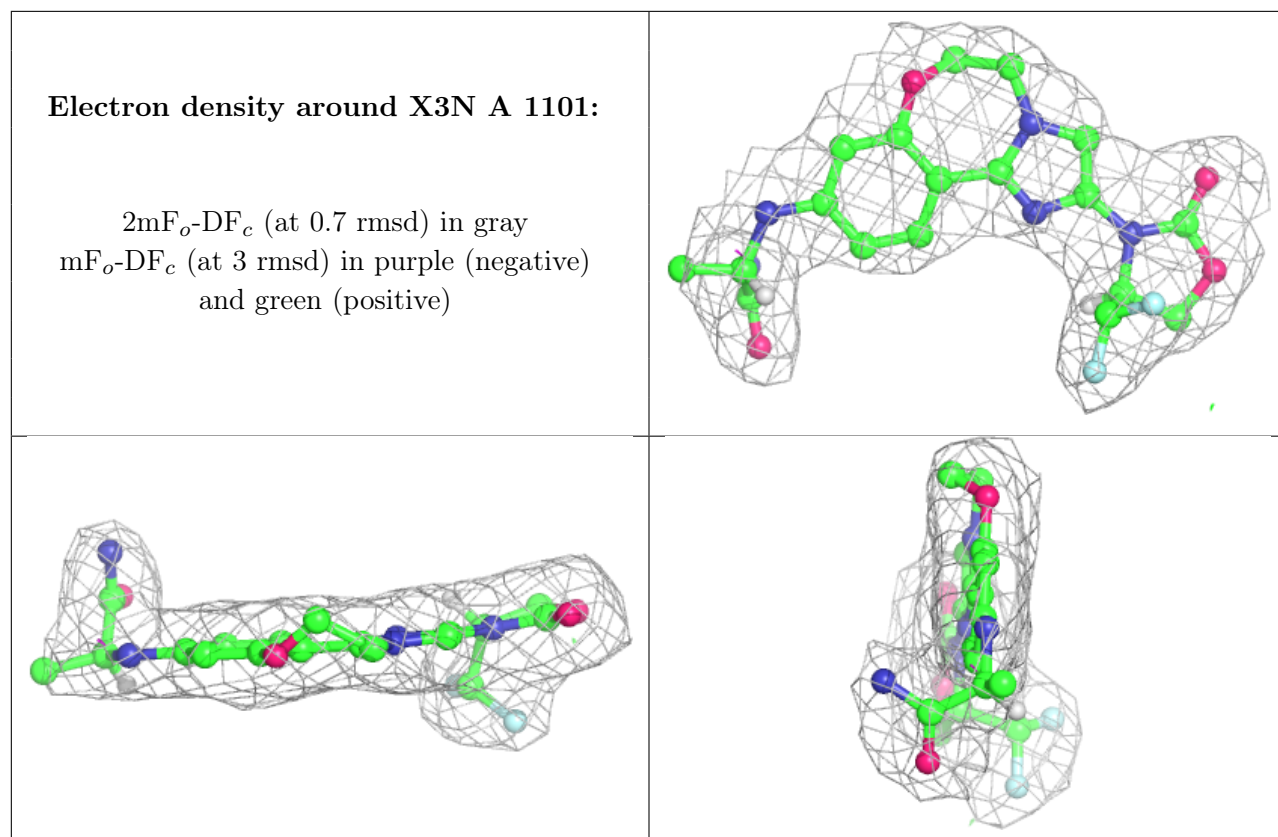 Electron density around X3N A 1101:
2mFₒ-DF𝒸 (at 0.7 rmsd) in gray
mFₒ-DF𝒸 (at 3 rmsd) in purple (negative)
and green (positive)